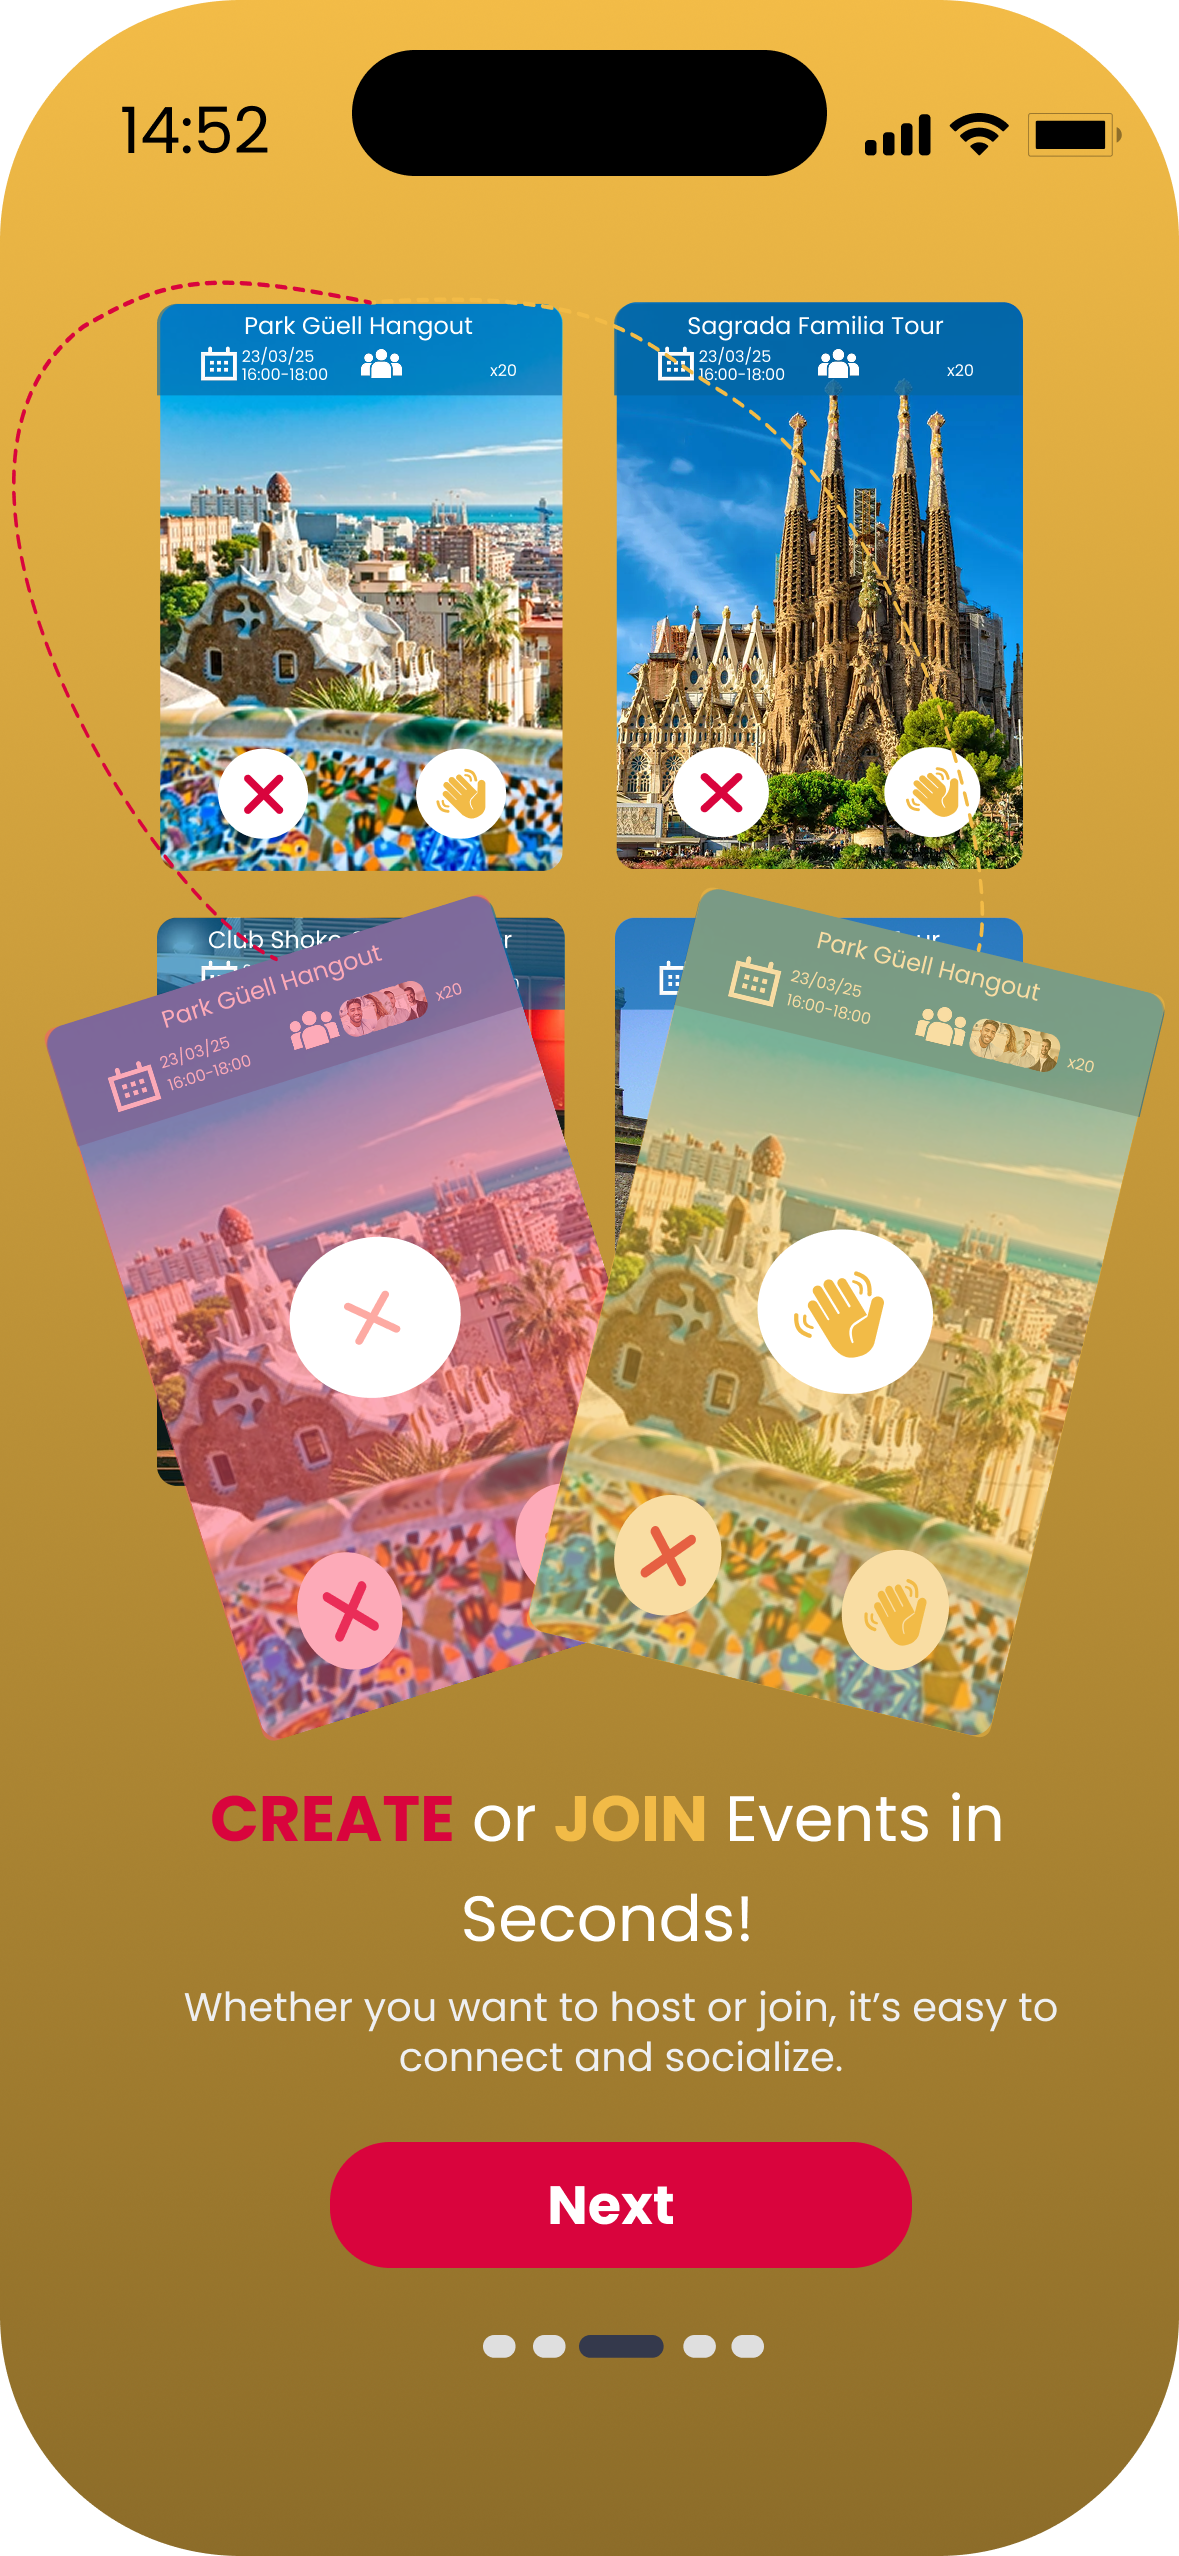 14:52
Park Güell Hangout
23/03/25
16:00-18:00
x20
Sagrada Familia Tour
23/03/25
16:00-18:00
x20
Club
Park Güell Hangout
23/03/25
16:00-18:00
x20
Park Güell Hangout
23/03/25
16:00-18:00
x20
CREATE or JOIN Events in
Seconds!
Whether you want to host or join, it’s easy to
connect and socialize.
Next